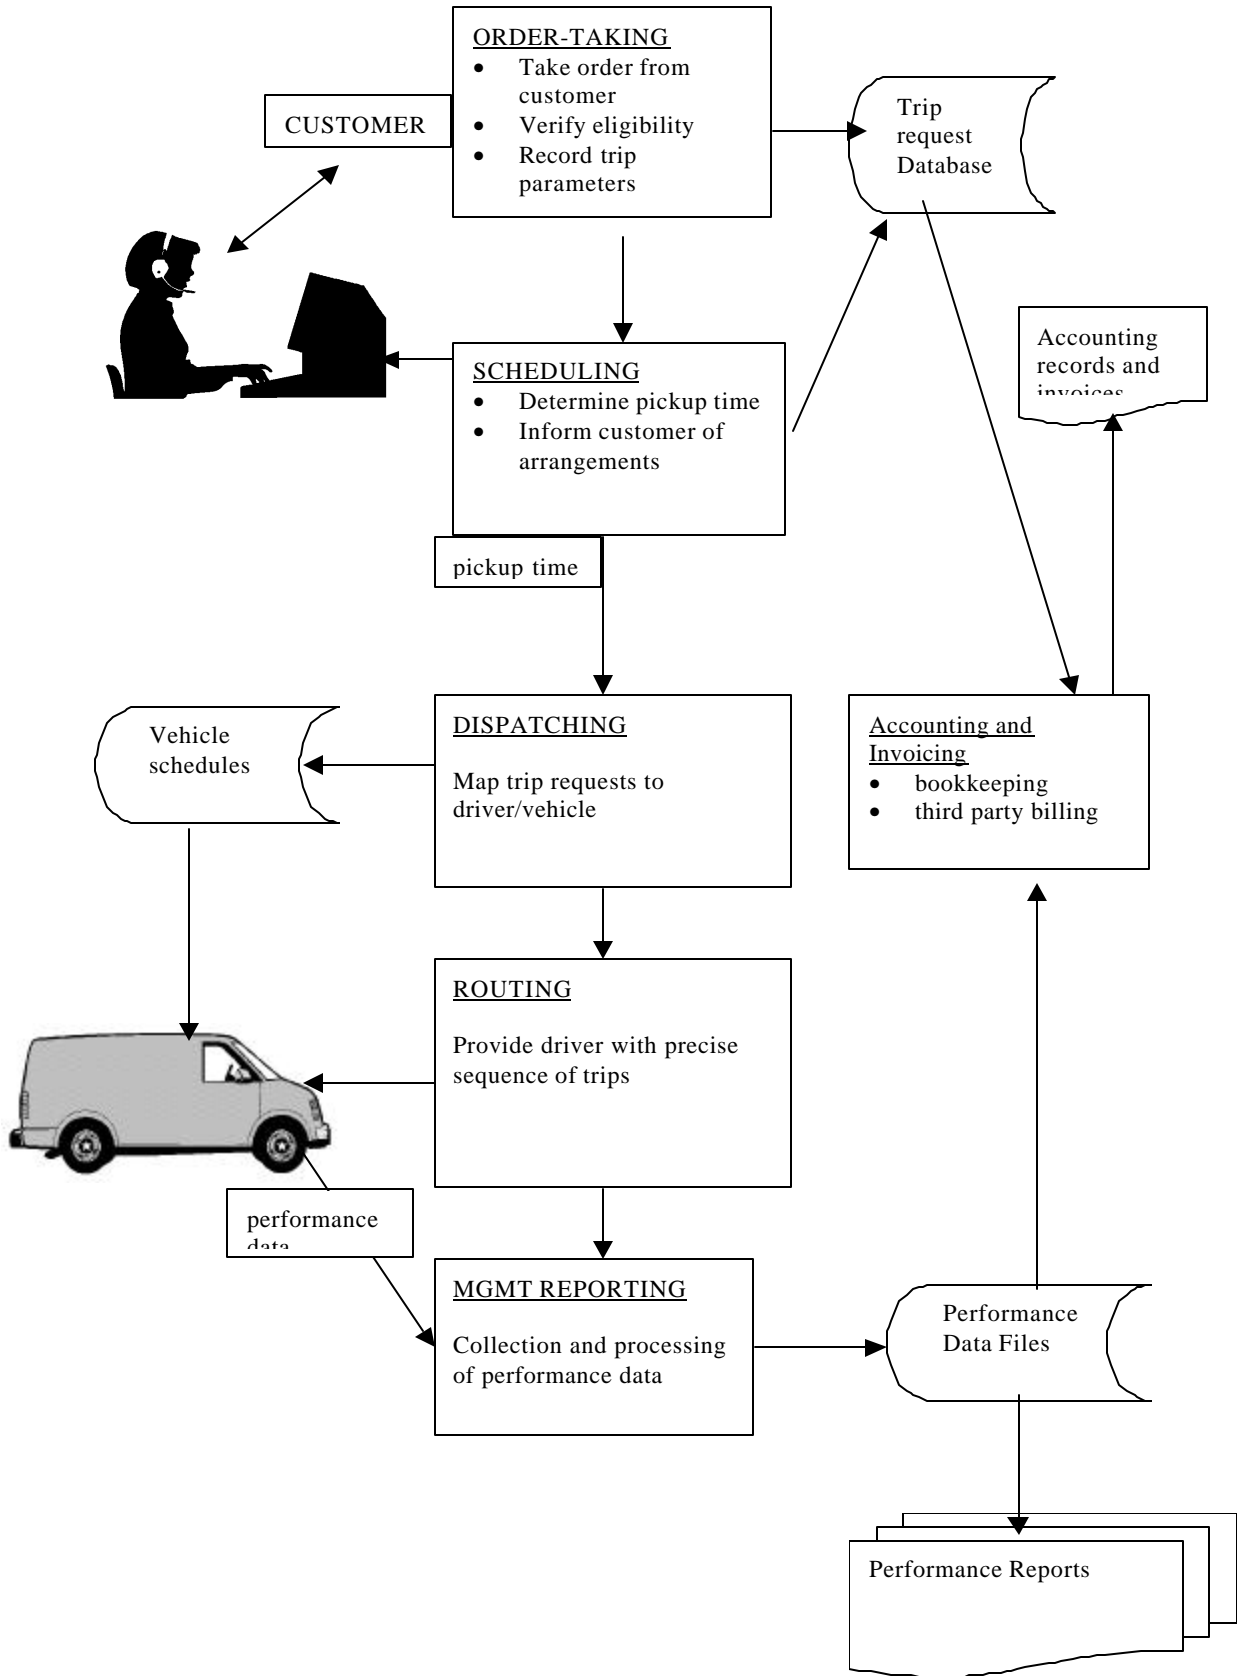 ORDER-TAKING
• Take order from
customer
• Verify eligibility
• Record trip
parameters
CUSTOMER
Trip
request
Database
Accounting
records and
invoices
SCHEDULING
• Determine pickup time
• Inform customer of
arrangements
pickup time
Vehicle
schedules
DISPATCHING
Map trip requests to
driver/vehicle
Accounting and
Invoicing
• bookkeeping
• third party billing
ROUTING
Provide driver with precise
sequence of trips
performance
data
MGMT REPORTING
Collection and processing
of performance data
Performance
Data Files
Performance Reports